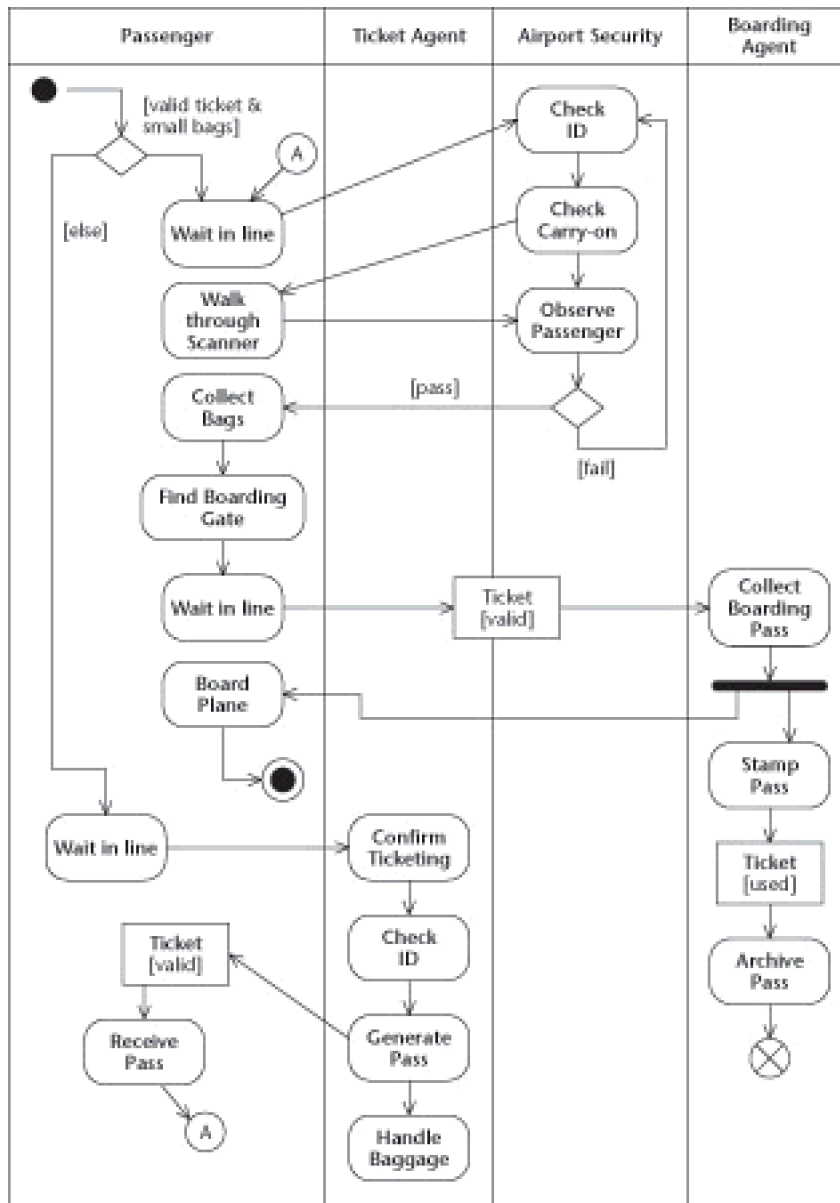 Passenger
Ticket Agent
Airport Security
Boarding
Agent
[valid ticket &
small bags]
A
Check
ID
[else]
Wait in line
Check
Carry-on
Walk
through
Scanner
Observe
Passenger
[pass]
Collect
Bags
[fail]
Find Boarding
Gate
Wait in line
Ticket
[valid]
Collect
Boarding
Pass
Board
Plane
Stamp
Pass
Wait in line
Confirm
Ticketing
Ticket
[used]
Ticket
[valid]
Check
ID
Archive
Pass
Receive
Pass
Generate
Pass
A
Handle
Baggage